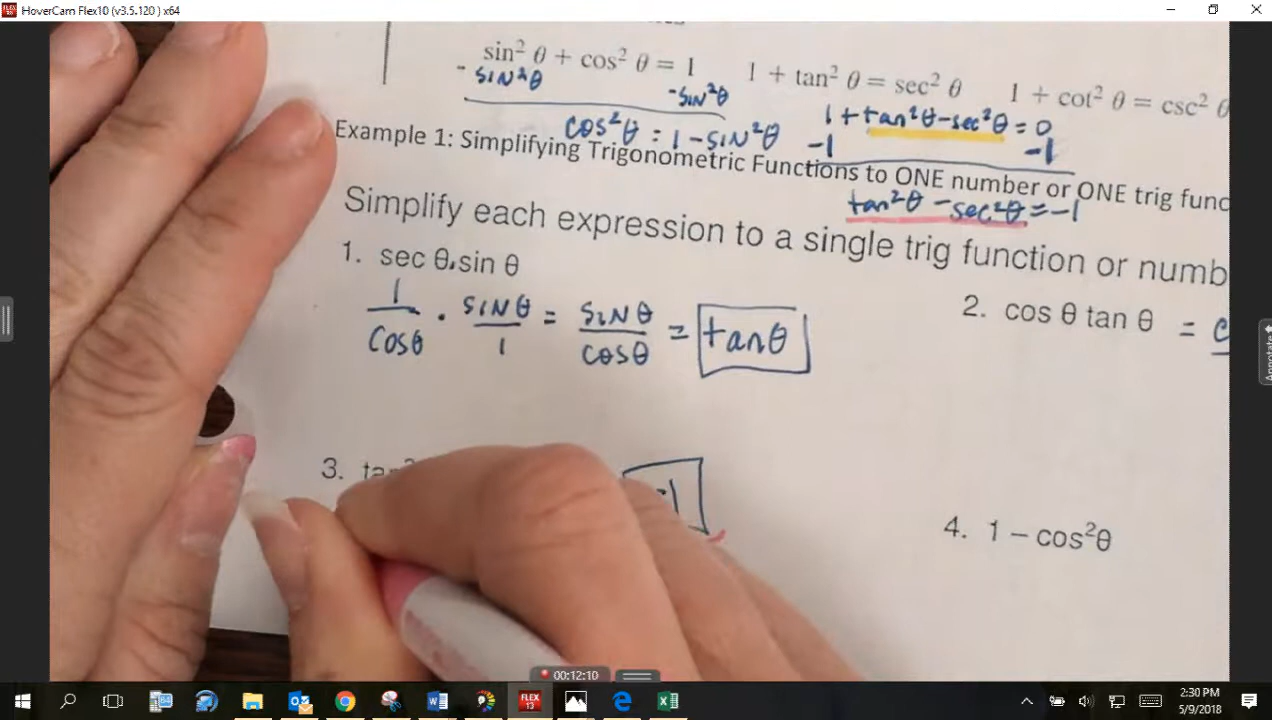 HoverCam Flex10 (v3.5.120 ) x64
sin² θ + cos² θ = 1
1 + tan² θ = sec² θ
1 + cot² θ = csc² θ
- SIN²θ
-SIN²θ
1 + tan²θ - sec²θ = 0
cos²θ = 1 - SIN²θ
-1
-1
Example 1: Simplifying Trigonometric Functions to ONE number or ONE trig func
tan²θ - sec²θ = -1
Simplify each expression to a single trig function or numb
1. sec θ·sin θ
1/cosθ · SINθ/1 = SINθ/cosθ = tanθ
2. cos θ tan θ =
3.
-1
4. 1 – cos²θ
Annotate
00:12:10
2:30 PM
5/9/2018